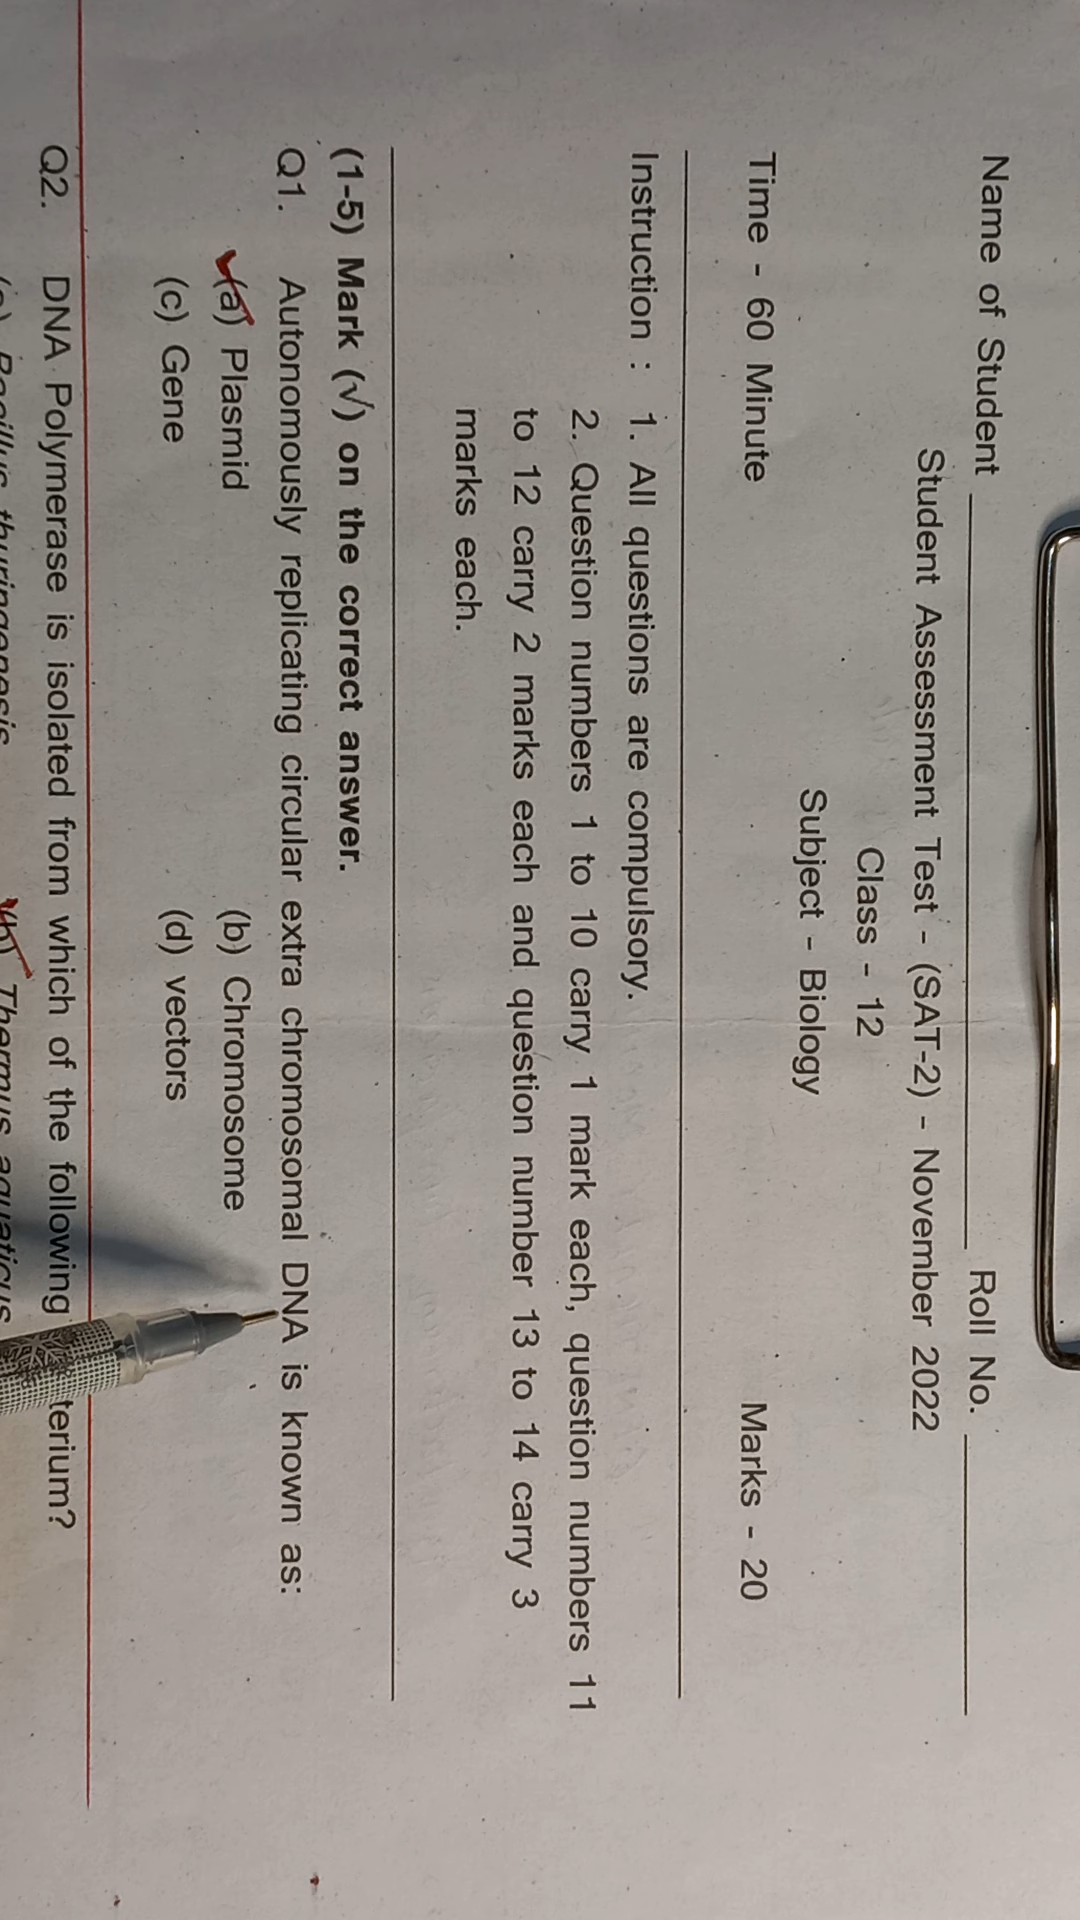 Name of Student Roll No.
Student Assessment Test - (SAT-2) - November 2022
Class - 12
Subject - Biology
Time - 60 Minute Marks - 20
Instruction : 1. All questions are compulsory.
2. Question numbers 1 to 10 carry 1 mark each, question numbers 11
to 12 carry 2 marks each and question number 13 to 14 carry 3
marks each.
(1-5) Mark (√) on the correct answer.
Q1. Autonomously replicating circular extra chromosomal DNA is known as:
(a) Plasmid (b) Chromosome
(c) Gene (d) vectors
Q2. DNA Polymerase is isolated from which of the following terium?
(a) Bacillus thuringenesis (b) Thermus aquaticus